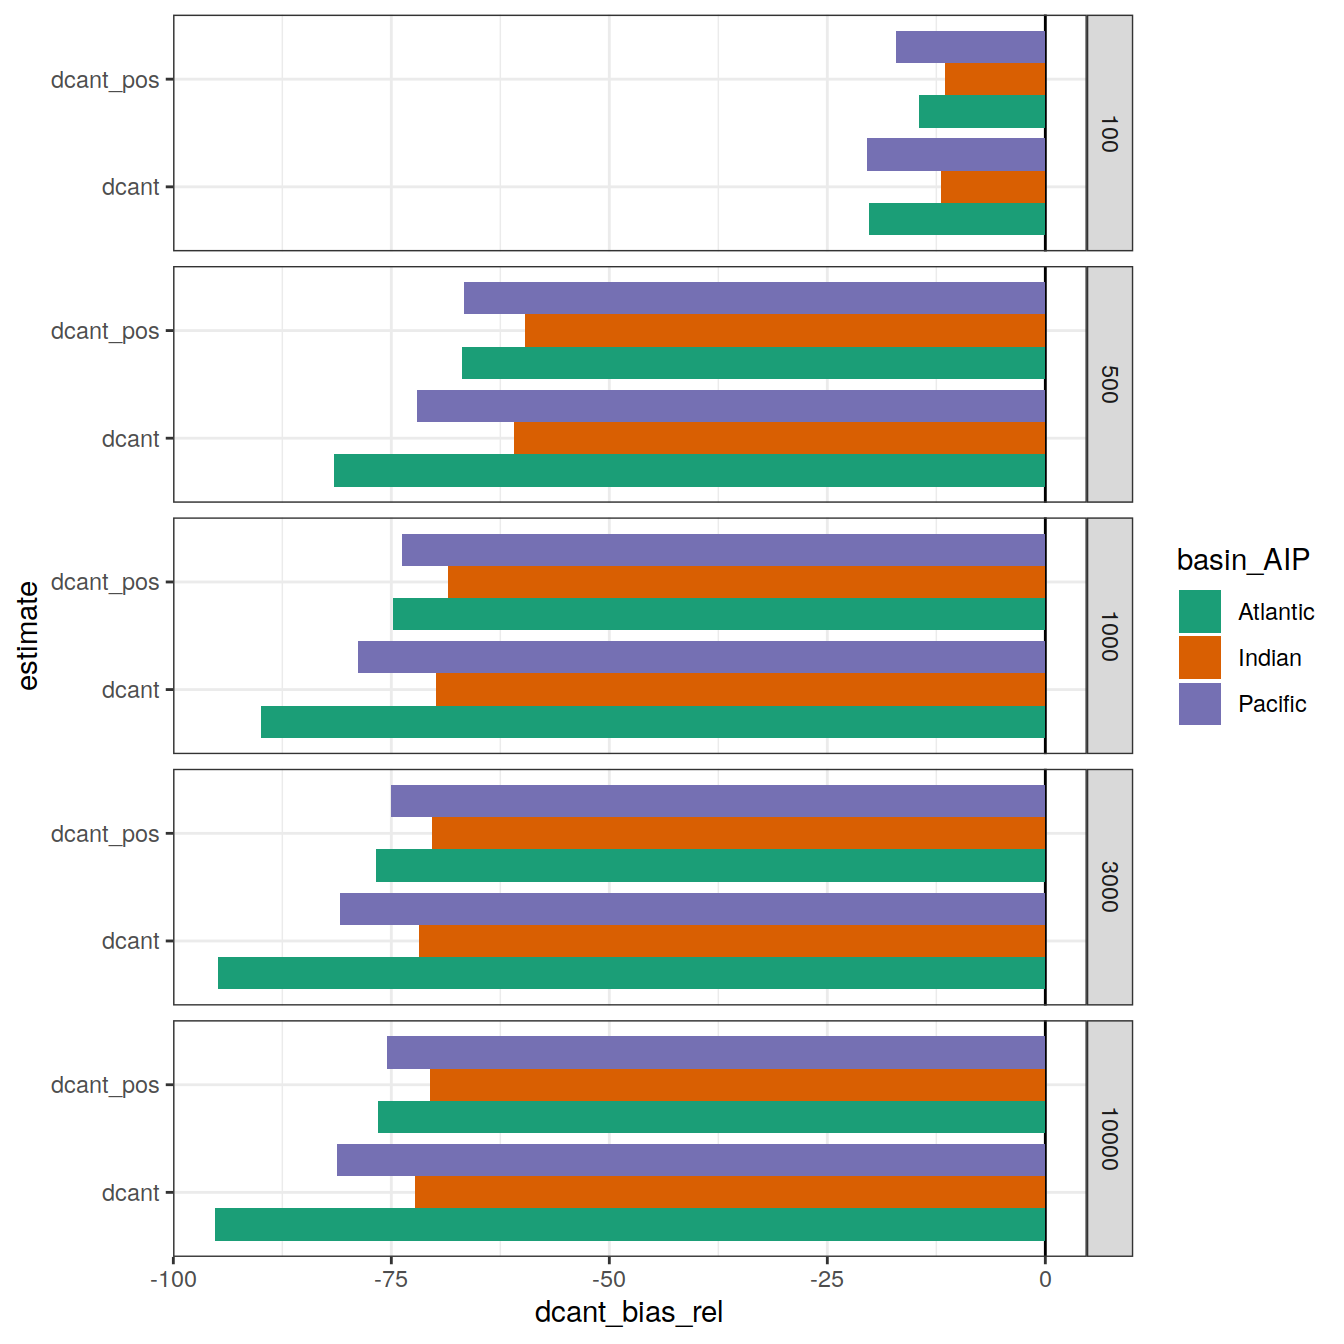 dcant_pos
dcant
100
dcant_pos
dcant
500
dcant_pos
dcant
1000
dcant_pos
dcant
3000
dcant_pos
dcant
10000
estimate
-100 -75 -50 -25 0
dcant_bias_rel
basin_AIP
Atlantic
Indian
Pacific